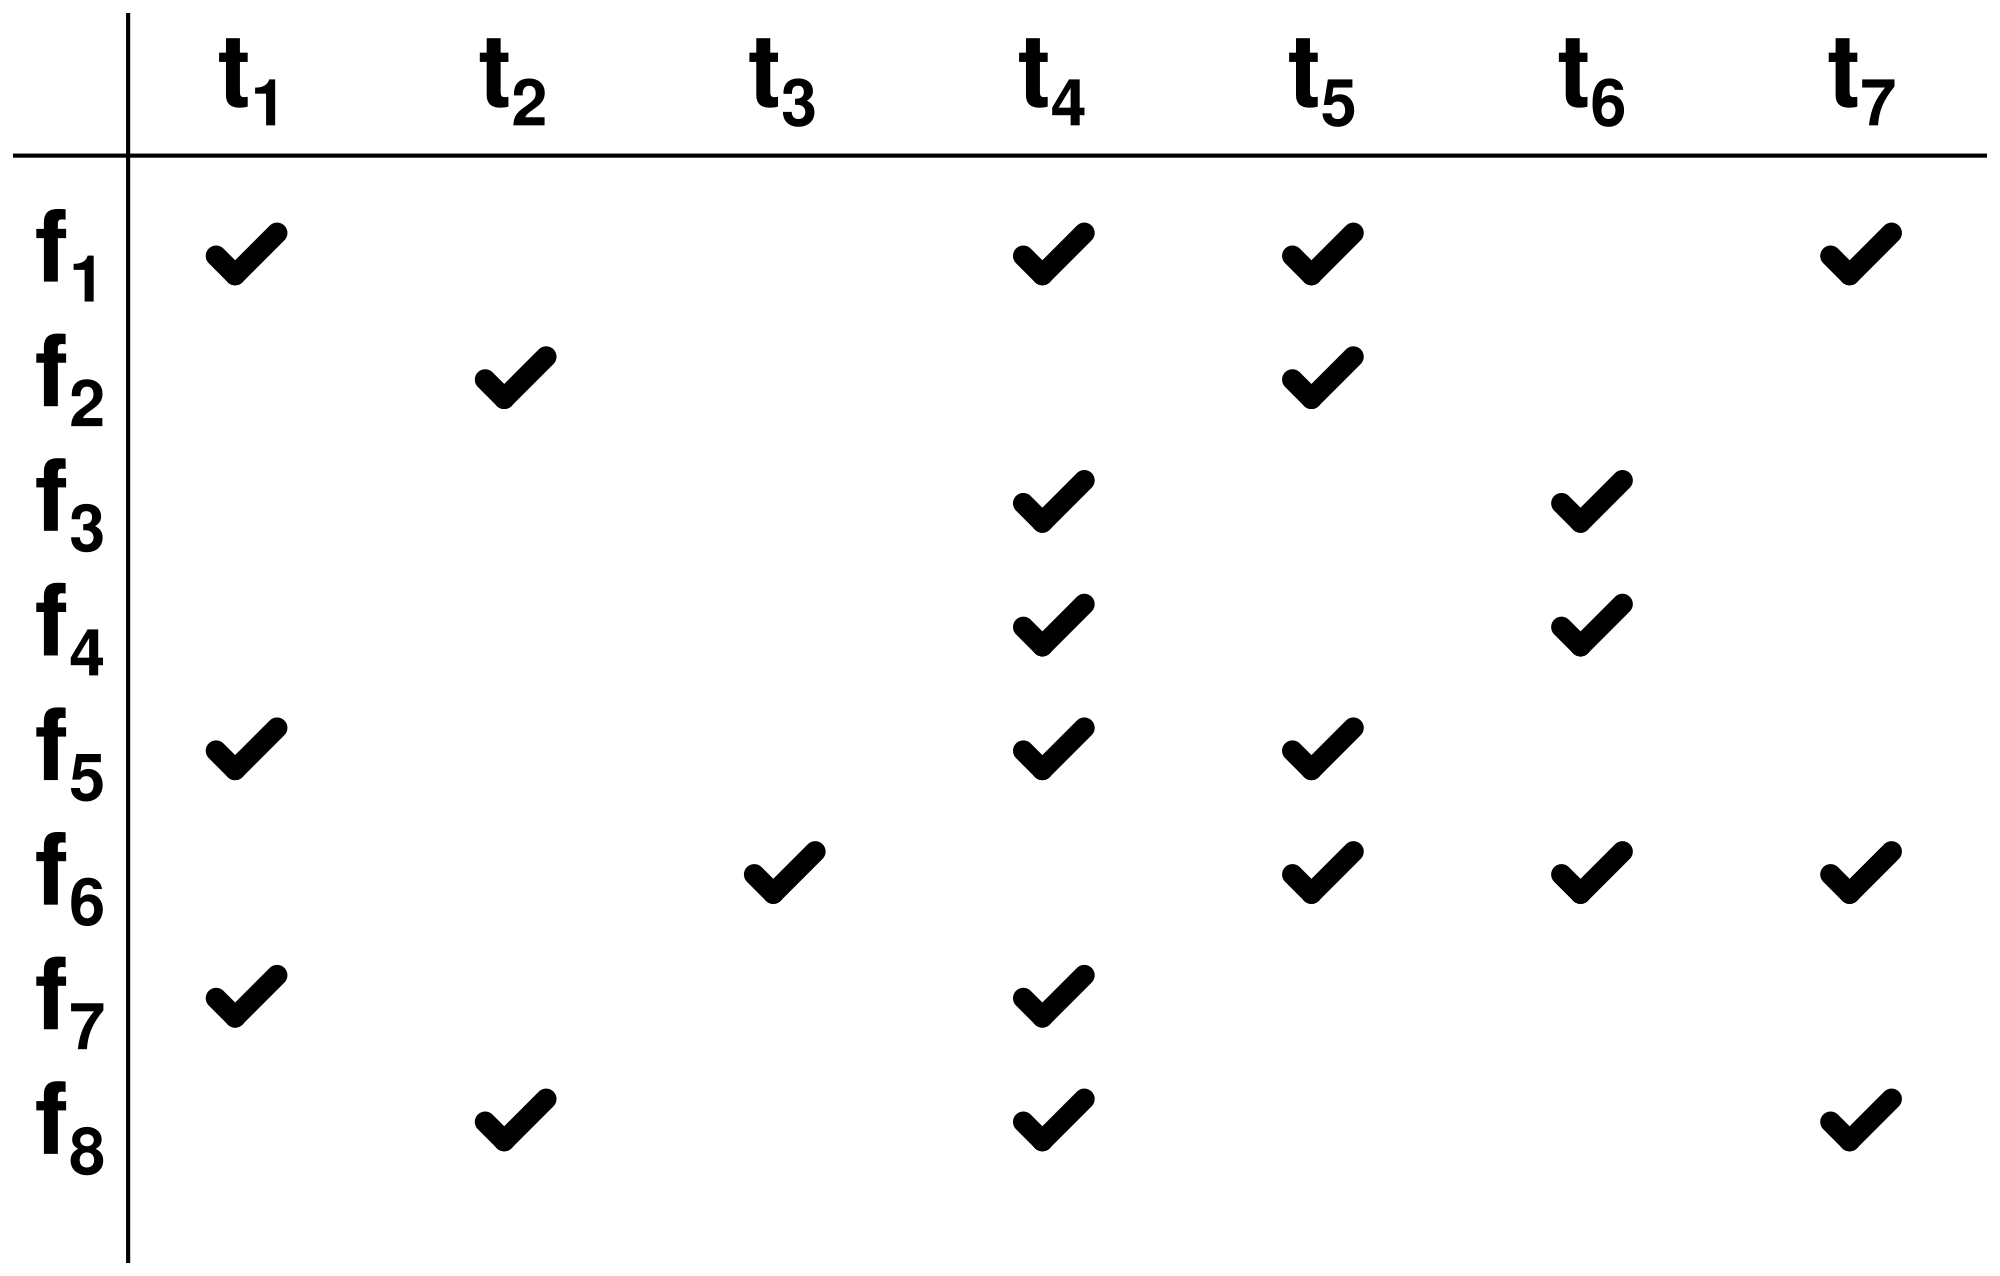 t1 t2 t3 t4 t5 t6 t7
f1 ✓ ✓ ✓ ✓
f2 ✓ ✓
f3 ✓ ✓
f4 ✓ ✓
f5 ✓ ✓ ✓
f6 ✓ ✓ ✓ ✓
f7 ✓ ✓
f8 ✓ ✓ ✓